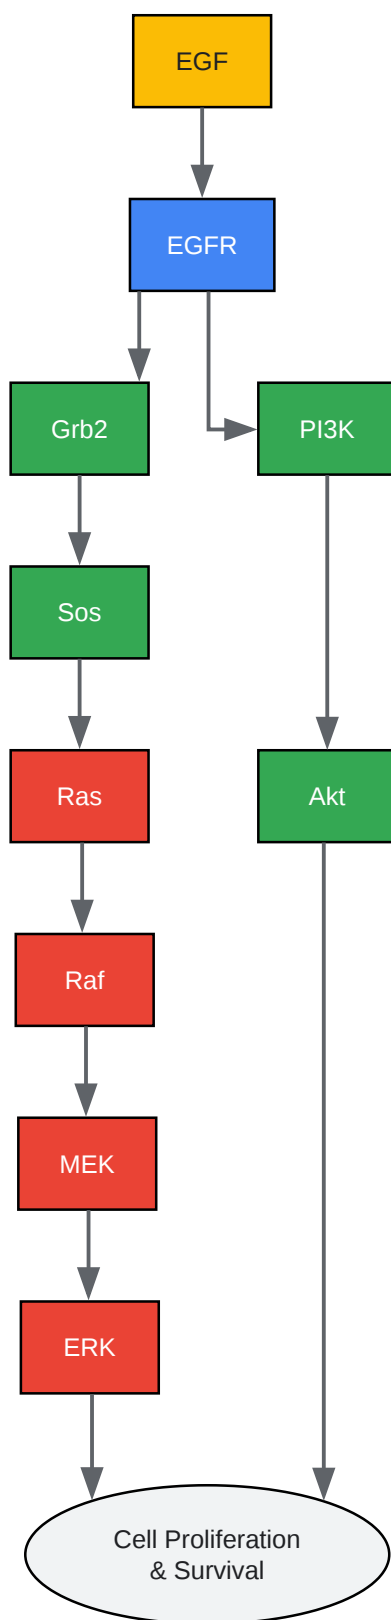 EGF
EGFR
Grb2
PI3K
Sos
Ras
Akt
Raf
MEK
ERK
Cell Proliferation
& Survival